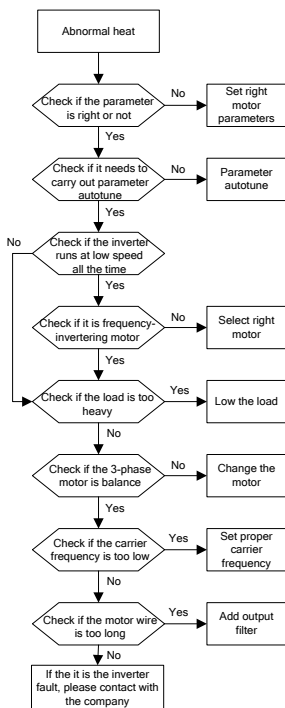 Abnormal heat
Check if the parameter
is right or not
No
Set right
motor
parameters
Yes
Check if it needs to
carry out parameter
autotune
No
Parameter
autotune
Yes
No
Check if the inverter
runs at low speed
all the time
Yes
Check if it is frequency-
invertering motor
No
Select right
motor
Yes
Check if the load is too
heavy
Yes
Low the load
No
Check if the 3-phase
motor is balance
No
Change the
motor
Yes
Check if the carrier
frequency is too low
Yes
Set proper
carrier
frequency
No
Check if the motor wire
is too long
Yes
Add output
filter
No
If the it is the inverter
fault, please contact with
the company